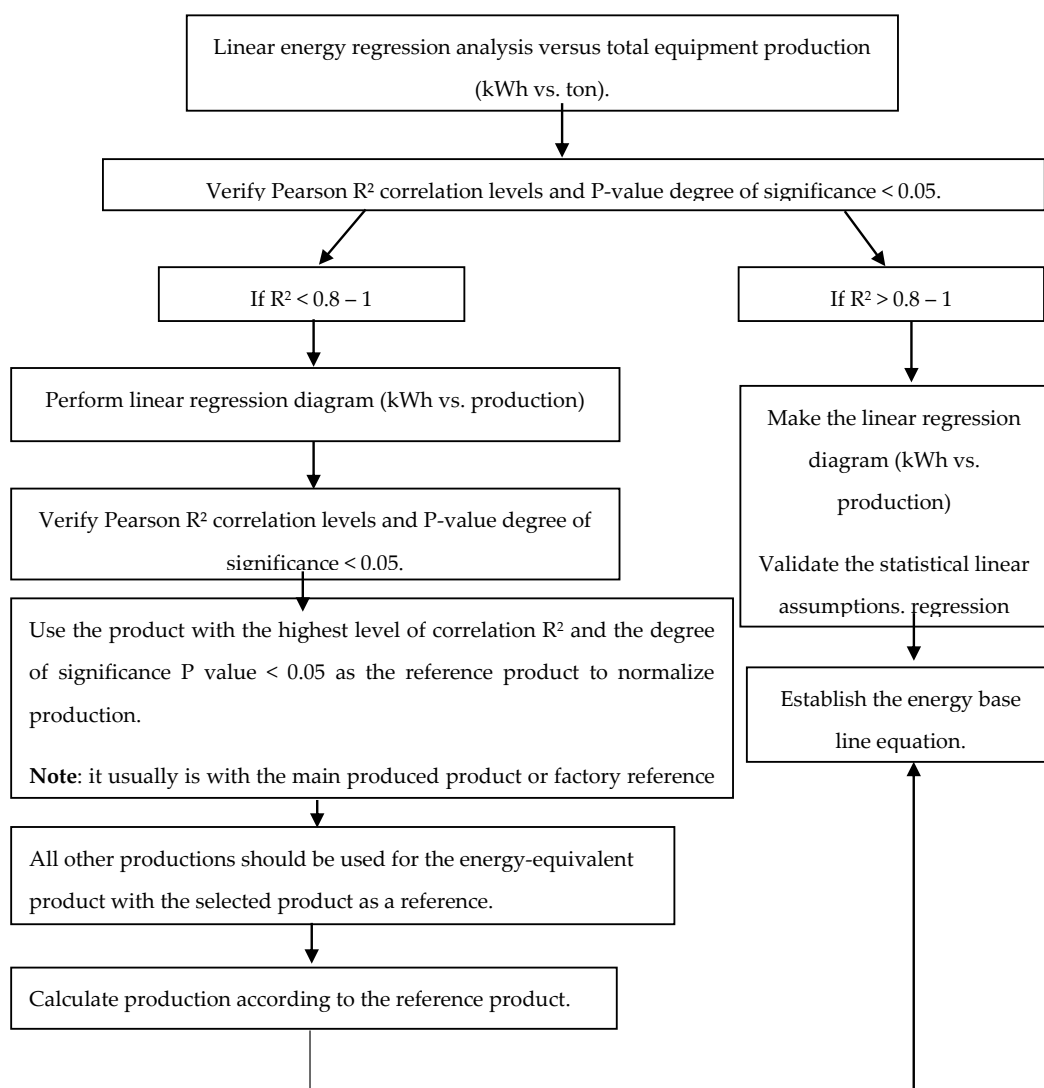 Linear energy regression analysis versus total equipment production
(kWh vs. ton).
Verify Pearson R² correlation levels and P-value degree of significance < 0.05.
If R² < 0.8 – 1
If R² > 0.8 – 1
Perform linear regression diagram (kWh vs. production)
Verify Pearson R² correlation levels and P-value degree of
significance < 0.05.
Use the product with the highest level of correlation R² and the degree
of significance P value < 0.05 as the reference product to normalize
production.
Note: it usually is with the main produced product or factory reference
All other productions should be used for the energy-equivalent
product with the selected product as a reference.
Calculate production according to the reference product.
Make the linear regression
diagram (kWh vs.
production)
Validate the statistical linear
assumptions. regression
Establish the energy base
line equation.